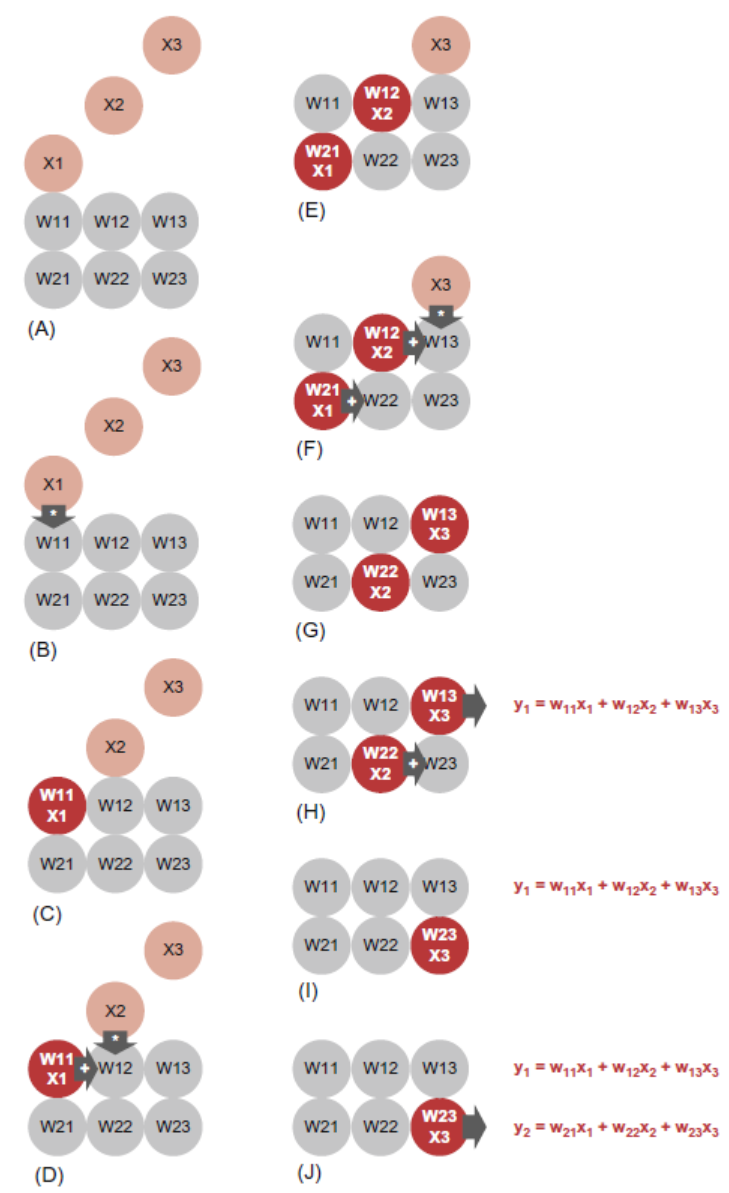 X3
X2
X1
W11 W12 W13
W21 W22 W23
(A)
X3
X2
X1
*
W11 W12 W13
W21 W22 W23
(B)
X3
X2
W11 X1 W12 W13
W21 W22 W23
(C)
X3
X2
*
W11 X1 + W12 W13
W21 W22 W23
(D)
X3
W11 W12 X2 W13
W21 X1 W22 W23
(E)
X3
*
W11 W12 X2 + W13
W21 X1 + W22 W23
(F)
W11 W12 W13 X3
W21 W22 X2 W23
(G)
W11 W12 W13 X3 y₁ = w₁₁x₁ + w₁₂x₂ + w₁₃x₃
W21 W22 X2 + W23
(H)
W11 W12 W13 y₁ = w₁₁x₁ + w₁₂x₂ + w₁₃x₃
W21 W22 W23 X3
(I)
W11 W12 W13 y₁ = w₁₁x₁ + w₁₂x₂ + w₁₃x₃
W21 W22 W23 X3 y₂ = w₂₁x₁ + w₂₂x₂ + w₂₃x₃
(J)